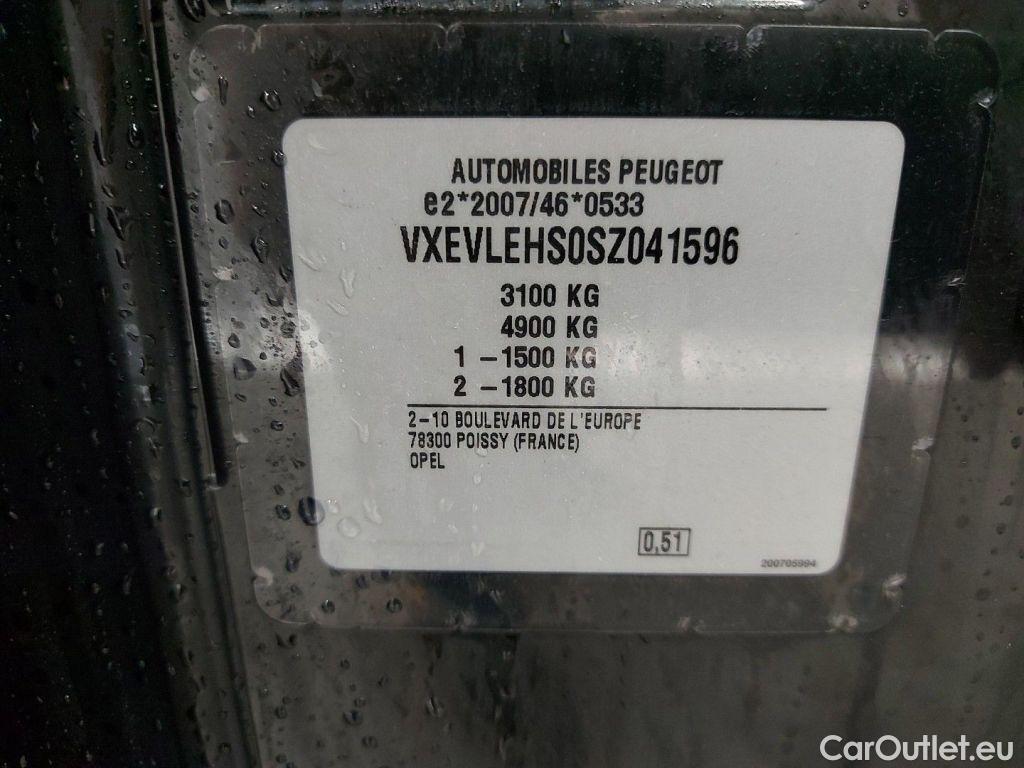 AUTOMOBILES PEUGEOT
e2*2007/46*0533
VXEVLEHS0SZ041596
3100 KG
4900 KG
1 -1500 KG
2 -1800 KG
2-10 BOULEVARD DE L'EUROPE
78300 POISSY (FRANCE)
OPEL
0,51
200705994
CarOutlet.eu